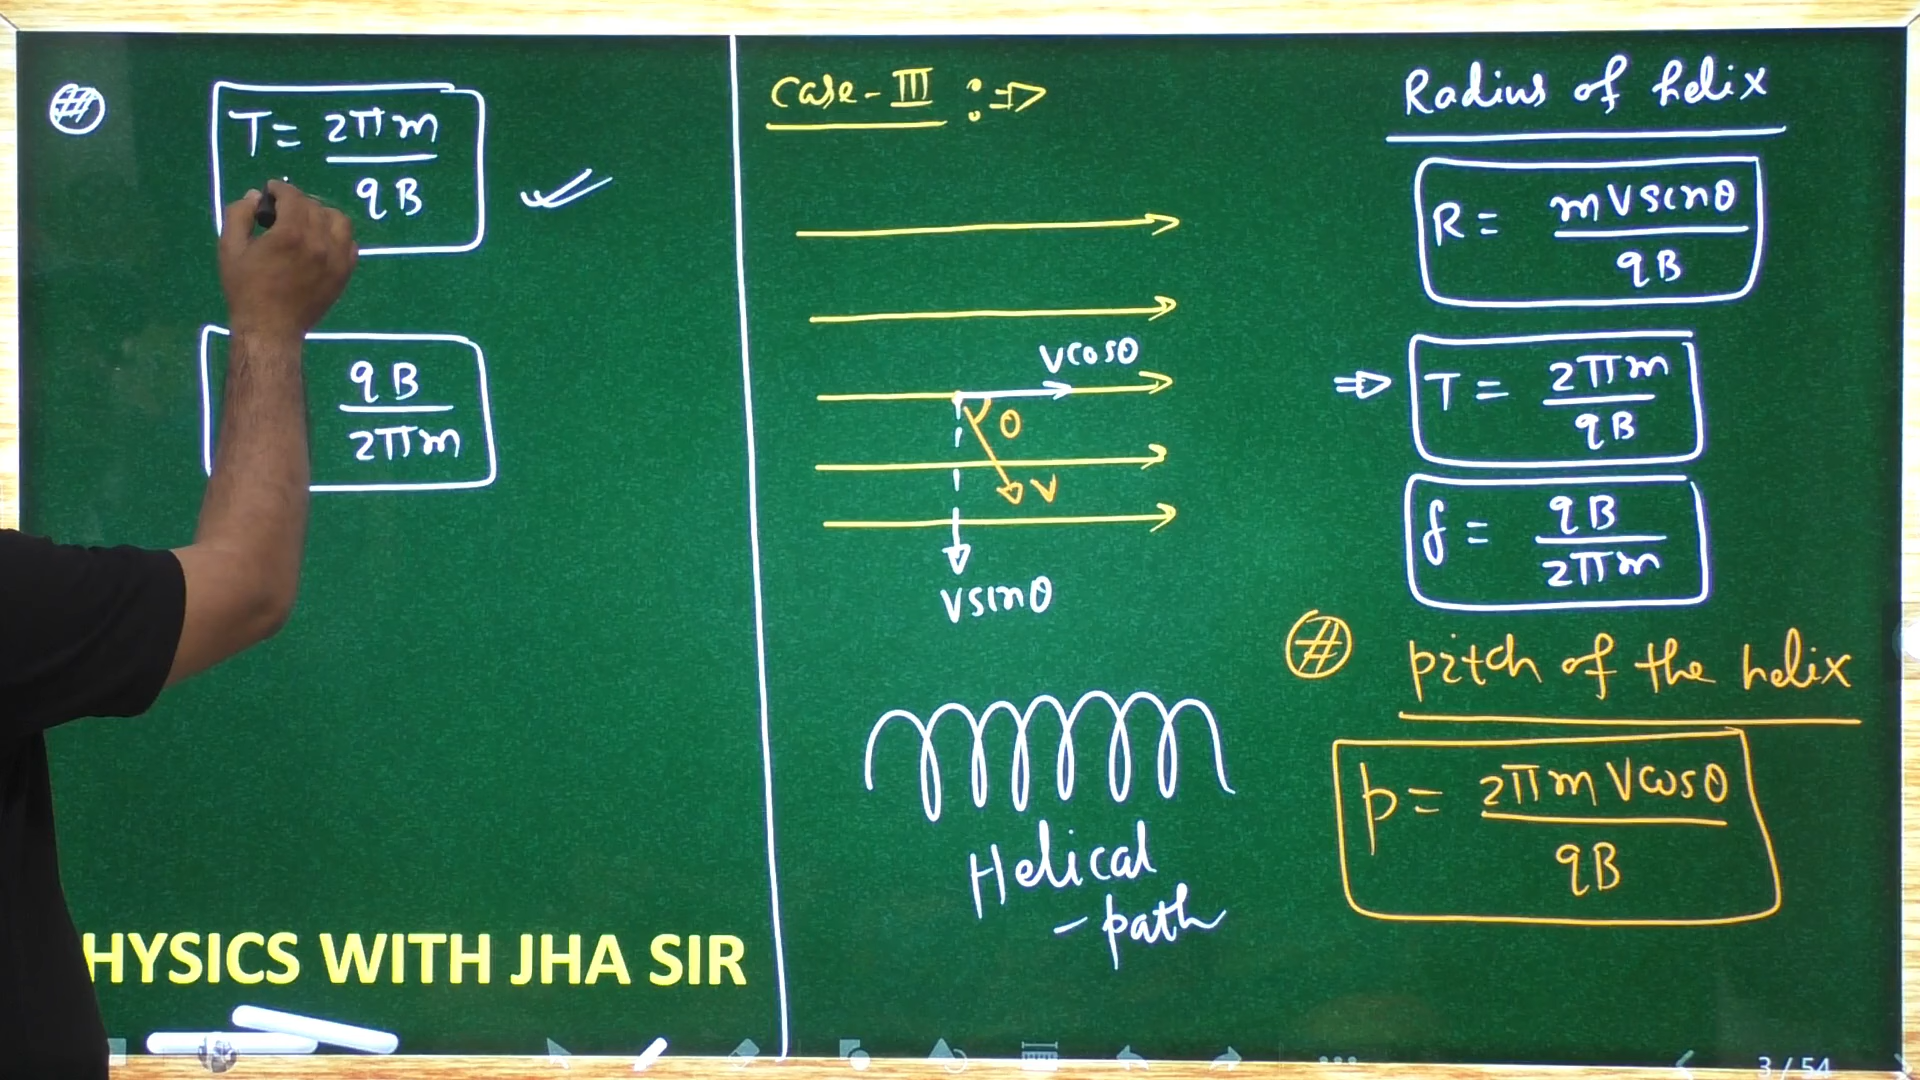 #
T = 2πm / qB
qB / 2πm
HYSICS WITH JHA SIR
Case-III :⇒
vcosθ
θ
v
vsinθ
Helical
-path
Radius of helix
R = mvsinθ / qB
⇒ T = 2πm / qB
f = qB / 2πm
# pitch of the helix
p = 2πmvcosθ / qB
3 / 54